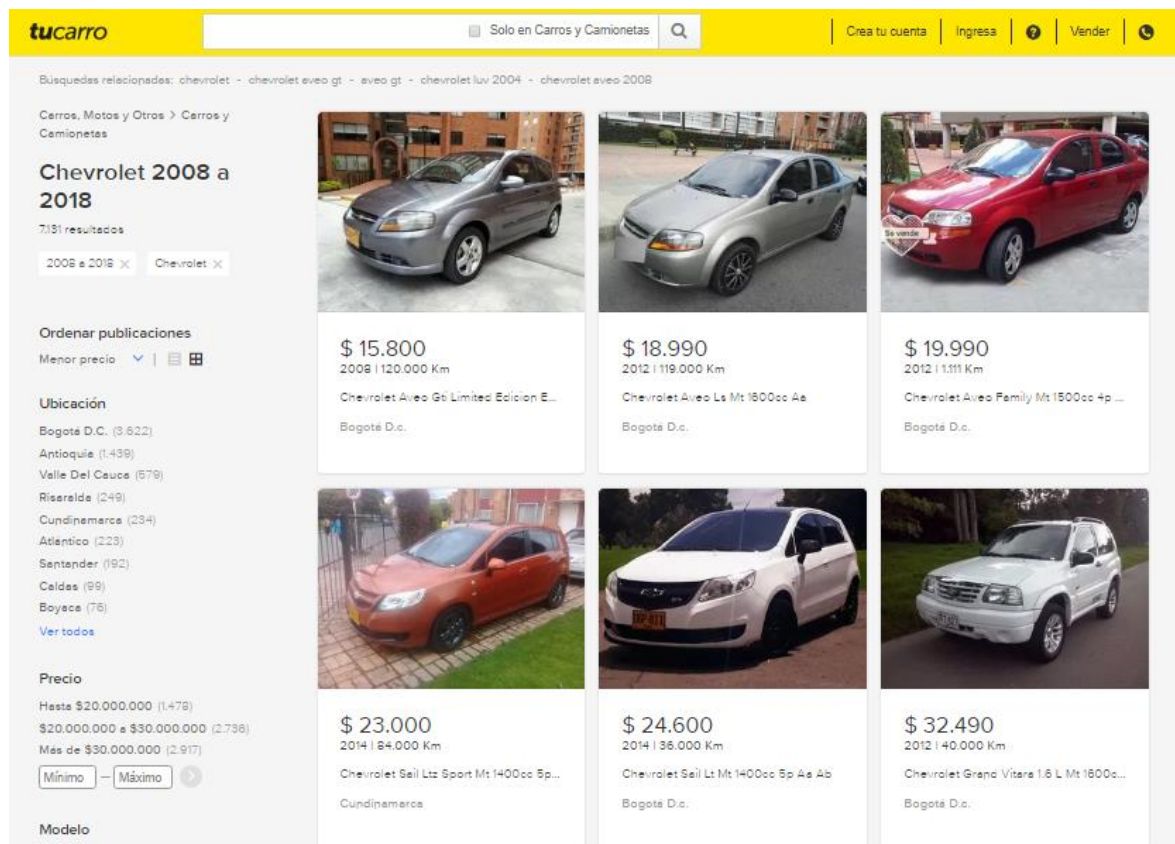 tucarro
Solo en Carros y Camionetas
Crea tu cuenta
Ingresa
?
Vender
Búsquedas relacionadas: chevrolet - chevrolet aveo gt - aveo gt - chevrolet luv 2004 - chevrolet aveo 2008
Carros, Motos y Otros > Carros y
Camionetas
Chevrolet 2008 a
2018
7.131 resultados
2008 a 2018 ×
Chevrolet ×
Ordenar publicaciones
Menor precio
Ubicación
Bogotá D.C. (3.622)
Antioquia (1.439)
Valle Del Cauca (579)
Risaralda (249)
Cundinamarca (234)
Atlántico (223)
Santander (192)
Caldas (99)
Boyaca (76)
Ver todos
Precio
Hasta $20.000.000 (1.478)
$20.000.000 a $30.000.000 (2.736)
Más de $30.000.000 (2.917)
Mínimo — Máximo
Modelo
$ 15.800
2008 | 120.000 Km
Chevrolet Aveo Gti Limited Edicion E...
Bogotá D.c.
$ 18.990
2012 | 119.000 Km
Chevrolet Aveo Ls Mt 1600cc Aa
Bogotá D.c.
Se vende
$ 19.990
2012 | 1.111 Km
Chevrolet Aveo Family Mt 1500cc 4p ...
Bogotá D.c.
$ 23.000
2014 | 84.000 Km
Chevrolet Sail Ltz Sport Mt 1400cc 5p...
Cundinamarca
$ 24.600
2014 | 36.000 Km
Chevrolet Sail Lt Mt 1400cc 5p Aa Ab
Bogotá D.c.
$ 32.490
2012 | 40.000 Km
Chevrolet Grand Vitara 1.6 L Mt 1600c...
Bogotá D.c.